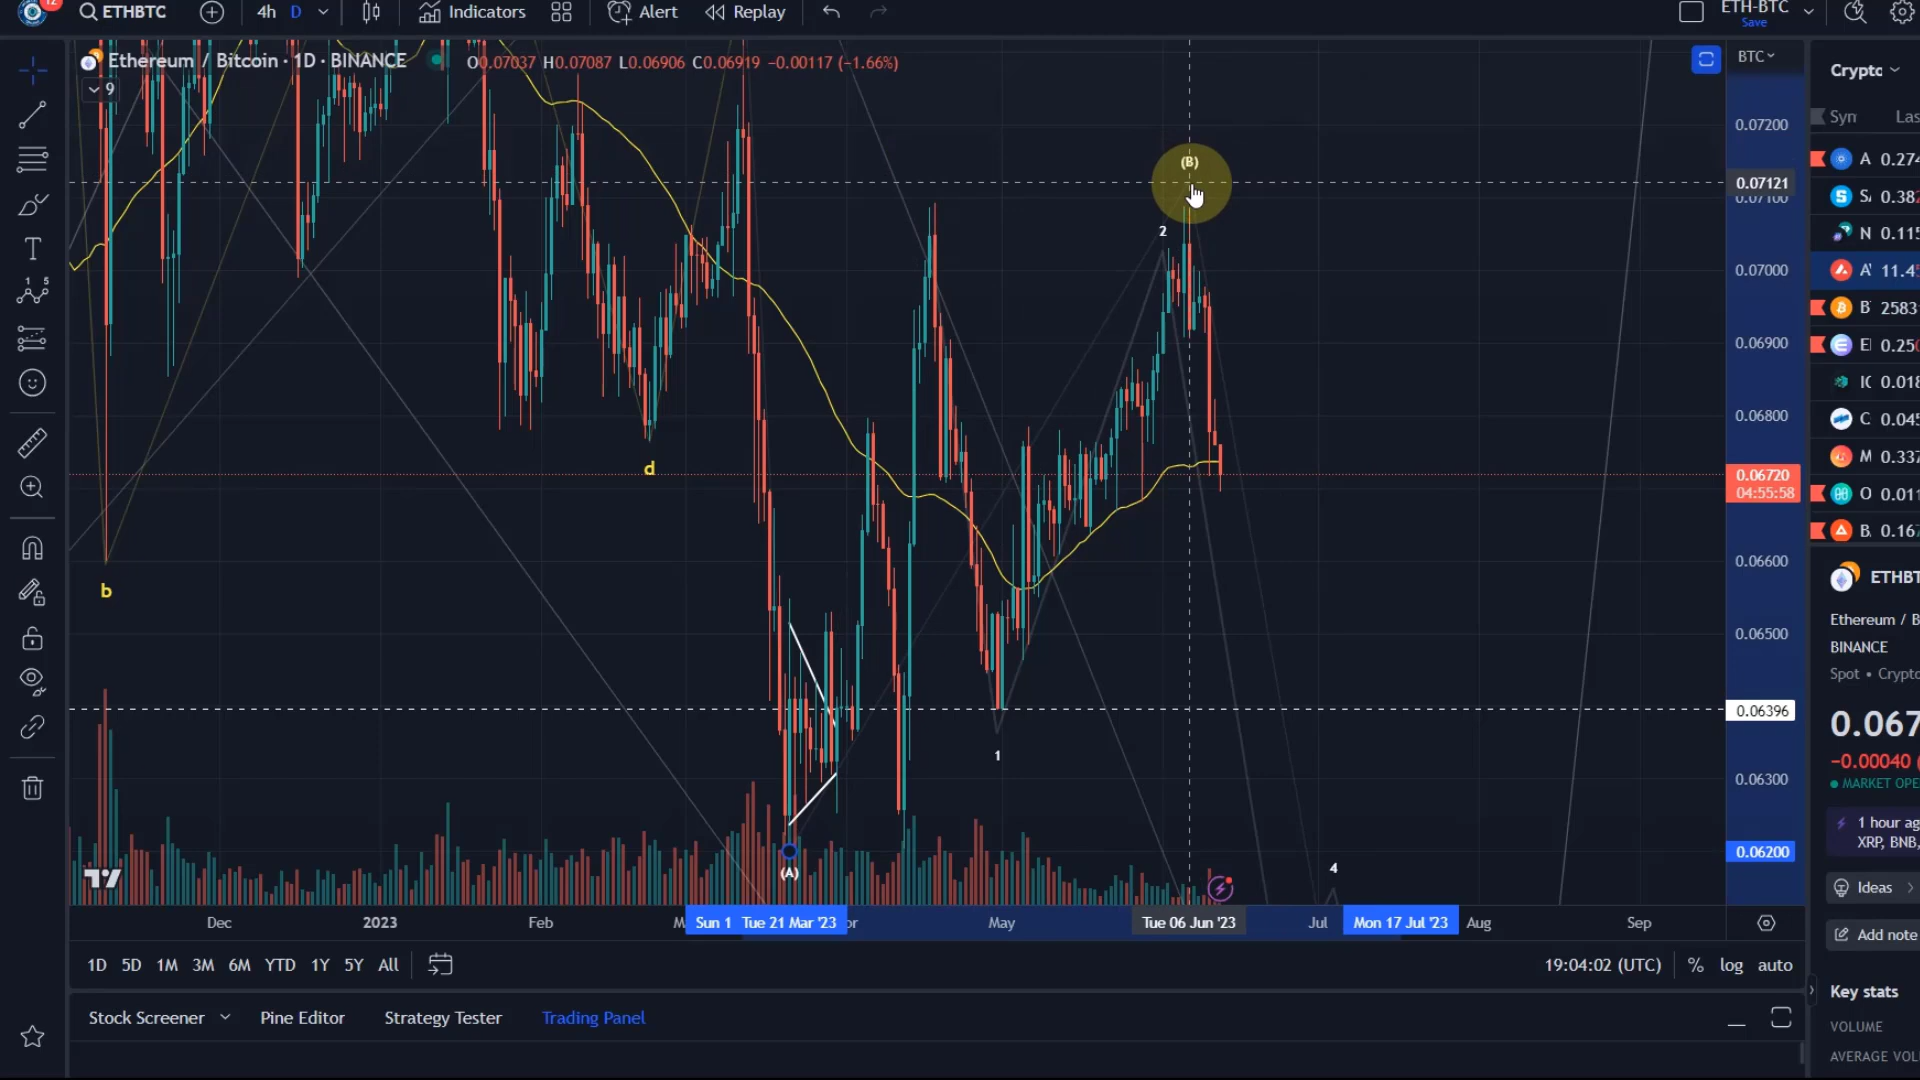 12
ETHBTC
4h D
Indicators
Alert
Replay
ETH-BTC
Save
Ethereum / Bitcoin · 1D · BINANCE
O0.07037 H0.07087 L0.06906 C0.06919 −0.00117 (−1.66%)
9
BTC
0.07200
0.07121
0.07100
0.07000
0.06900
0.06800
0.06720
04:55:58
0.06600
0.06500
0.06396
0.06300
0.06200
(B)
2
d
b
1
(A)
4
Dec
2023
Feb
Sun 1
Tue 21 Mar '23
May
Tue 06 Jun '23
Jul
Mon 17 Jul '23
Aug
Sep
1D 5D 1M 3M 6M YTD 1Y 5Y All
19:04:02 (UTC)
% log auto
Stock Screener
Pine Editor
Strategy Tester
Trading Panel
Crypto
A 0.274
S 0.382
N 0.115
A 11.4
B 2583
0.250
0.018
C 0.045
M 0.337
O 0.011
B. 0.167
ETHBT
Ethereum / B
BINANCE
Spot • Crypto
0.067
−0.00040 (
MARKET OPE
1 hour ag
XRP, BNB,
Ideas
Add note
Key stats
VOLUME
AVERAGE VOL